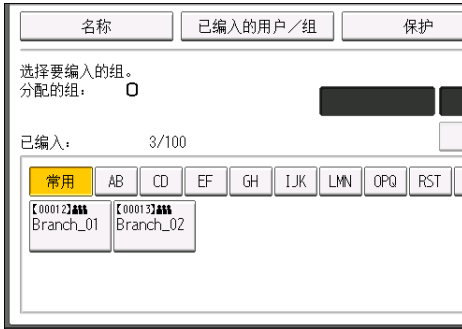 名称 已编入的用户／组 保护
选择要编入的组。
分配的组： 0
已编入： 3/100
常用 AB CD EF GH IJK LMN OPQ RST
【00012】 【00013】
Branch_01 Branch_02